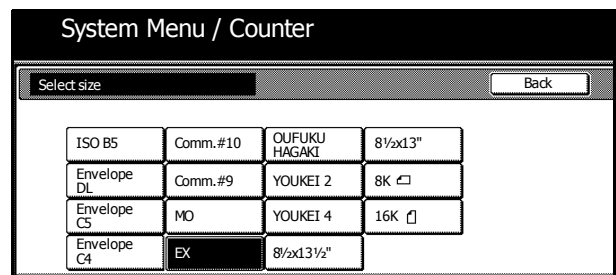 System Menu / Counter
Select size
Back
ISO B5
Comm.#10
OUFUKU
HAGAKI
8½x13"
Envelope
DL
Comm.#9
YOUKEI 2
8K
Envelope
C5
MO
YOUKEI 4
16K
Envelope
C4
EX
8½x13½"